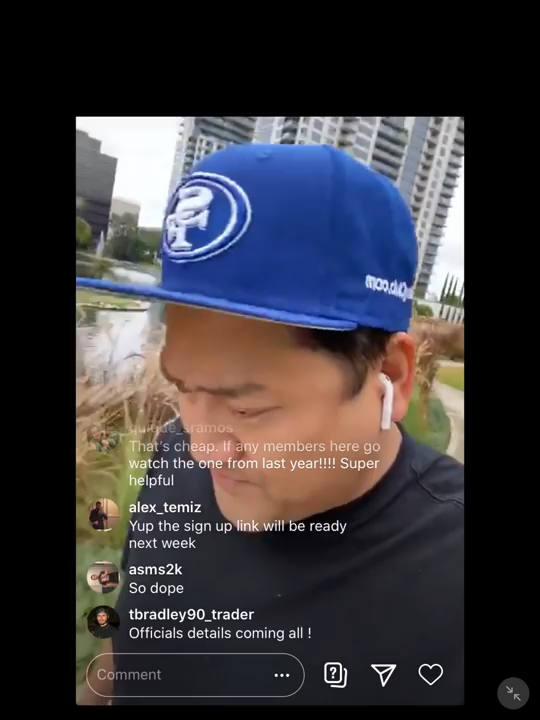 quique_sramos
That's cheap. If any members here go
watch the one from last year!!!! Super
helpful
alex_temiz
Yup the sign up link will be ready
next week
asms2k
So dope
tbradley90_trader
Officials details coming all !
Comment